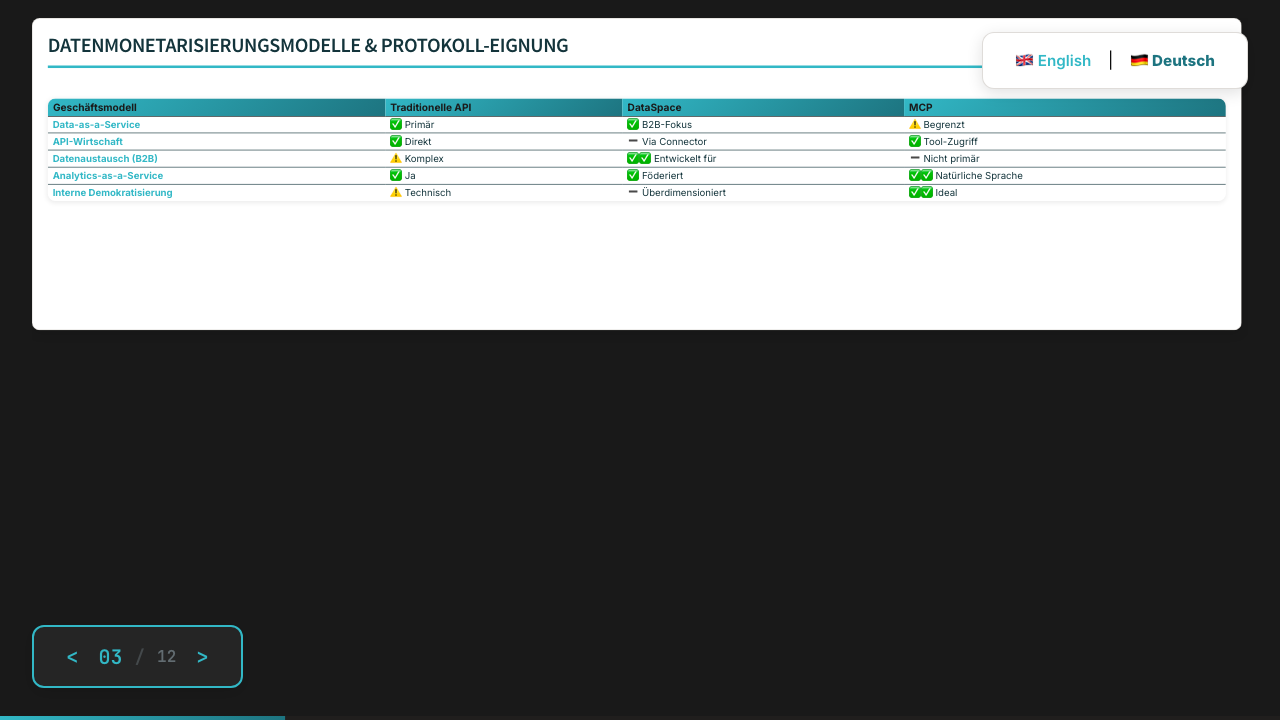 DATENMONETARISIERUNGSMODELLE & PROTOKOLL-EIGNUNG
🇬🇧 English | 🇩🇪 Deutsch
Geschäftsmodell Traditionelle API DataSpace MCP
Data-as-a-Service ✅ Primär ✅ B2B-Fokus ⚠️ Begrenzt
API-Wirtschaft ✅ Direkt ➖ Via Connector ✅ Tool-Zugriff
Datenaustausch (B2B) ⚠️ Komplex ✅✅ Entwickelt für ➖ Nicht primär
Analytics-as-a-Service ✅ Ja ✅ Föderiert ✅✅ Natürliche Sprache
Interne Demokratisierung ⚠️ Technisch ➖ Überdimensioniert ✅✅ Ideal
< 03 / 12 >